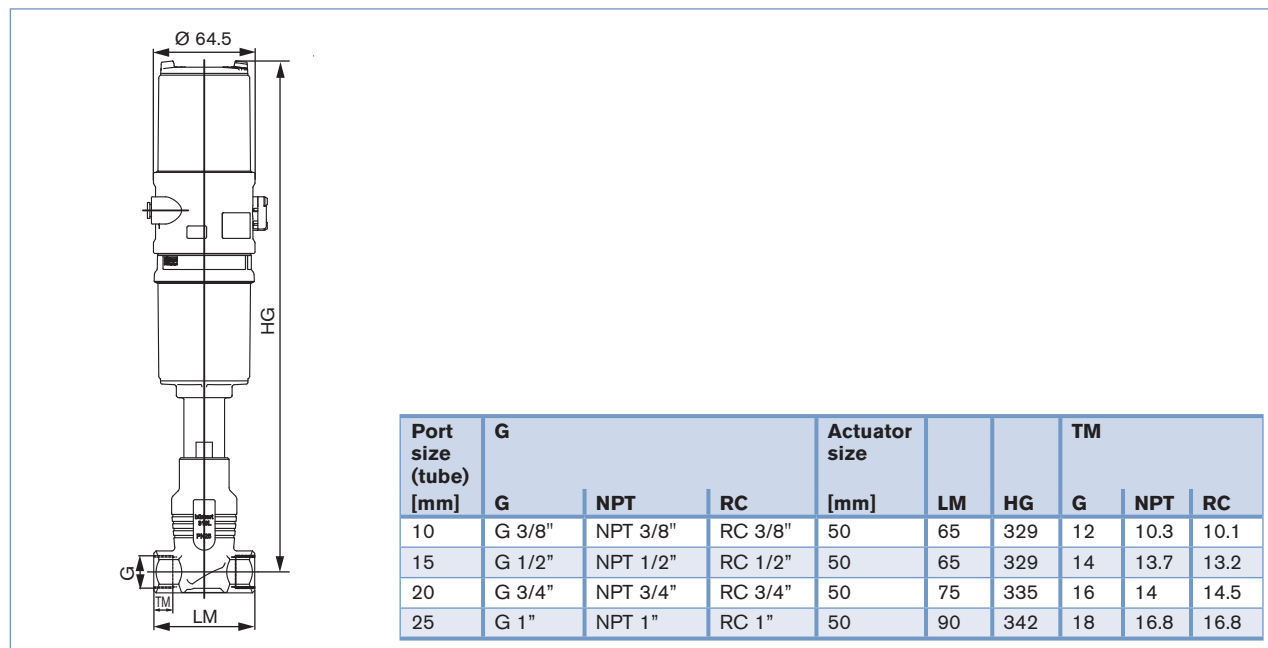 Ø 64.5
HG
G
TM
LM
Port size (tube) [mm] G Actuator size [mm] LM HG TM
G NPT RC G NPT RC
10 G 3/8" NPT 3/8" RC 3/8" 50 65 329 12 10.3 10.1
15 G 1/2” NPT 1/2” RC 1/2” 50 65 329 14 13.7 13.2
20 G 3/4” NPT 3/4” RC 3/4” 50 75 335 16 14 14.5
25 G 1” NPT 1” RC 1” 50 90 342 18 16.8 16.8